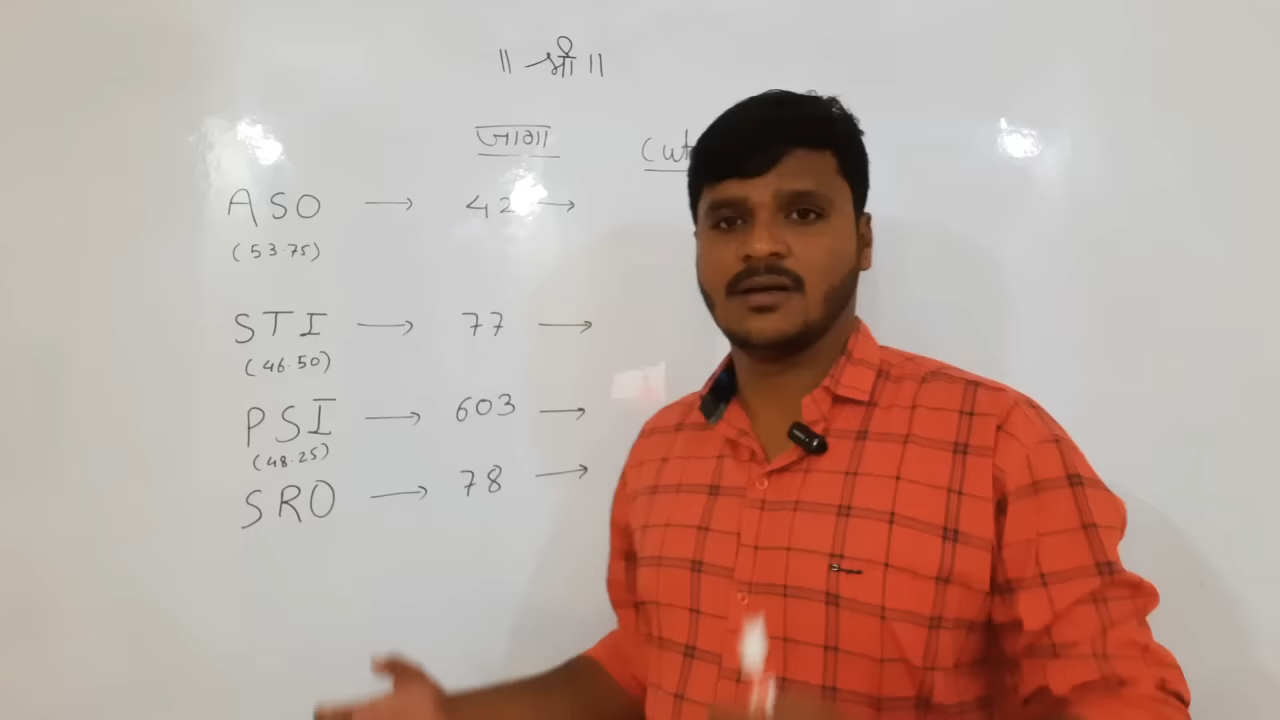 ॥ श्री ॥
जागा
ASO → 42 →
(53.75)
STI → 77 →
(46.50)
PSI → 603 →
(48.25)
SRO → 78 →